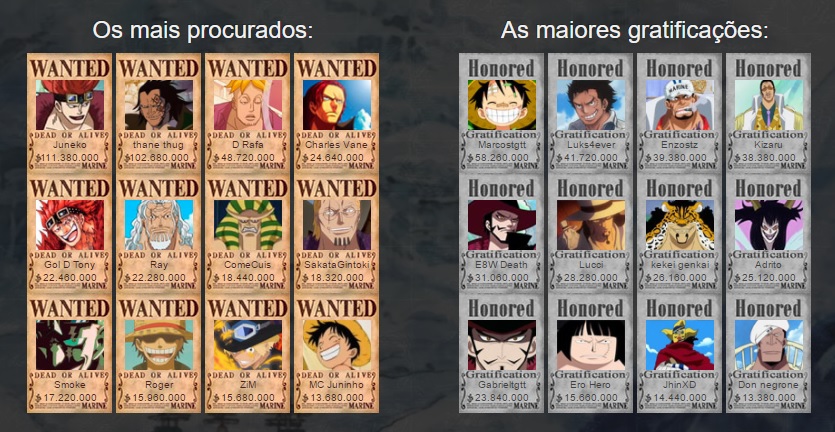 Os mais procurados:
As maiores gratificações:
WANTED WANTED WANTED WANTED
DEAD OR ALIVE DEAD OR ALIVE DEAD OR ALIVE DEAD OR ALIVE
Juneko thane thug D Rafa Charles Vane
$111.380.000 $102.680.000 $48.720.000 $24.640.000
MARINE MARINE MARINE MARINE
Honored Honored Honored Honored
MARINE
Gratification Gratification Gratification Gratification
Marcostgtt Luks4ever Enzostz Kizaru
$58.260.000 $41.720.000 $39.380.000 $38.380.000
MARINE MARINE MARINE MARINE
WANTED WANTED WANTED WANTED
DEAD OR ALIVE DEAD OR ALIVE DEAD OR ALIVE DEAD OR ALIVE
Gol D Tony Ray ComeCuis SakataGintoki
$22.460.000 $22.280.000 $18.440.000 $18.320.000
MARINE MARINE MARINE MARINE
Honored Honored Honored Honored
Gratification Gratification Gratification Gratification
E8W Death Lucci kekei genkai Adrito
$31.060.000 $28.280.000 $26.160.000 $25.120.000
MARINE MARINE MARINE MARINE
WANTED WANTED WANTED WANTED
DEAD OR ALIVE DEAD OR ALIVE DEAD OR ALIVE DEAD OR ALIVE
Smoke Roger ZiM MC Juninho
$17.220.000 $15.960.000 $15.680.000 $13.680.000
MARINE MARINE MARINE MARINE
Honored Honored Honored Honored
Gratification Gratification Gratification Gratification
Gabrieltgtt Ero Hero JhinXD Don negrone
$23.840.000 $15.660.000 $14.440.000 $13.380.000
MARINE MARINE MARINE MARINE